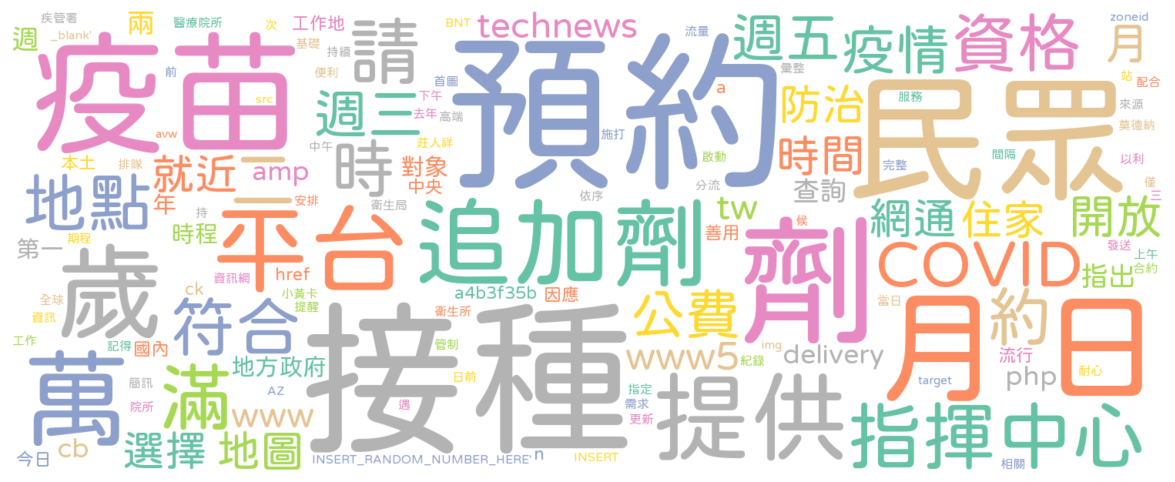 疾管署
醫療院所
次
工作地
BNT
technews
流量
週五
疫情
資格
zoneid
月
週
_blank'
兩
基礎
請
預約
彙整
站
配合
疫苗
前
持續
便利
首圖
a
防治
服務
民眾
來源
src
週三
下午
去年
高端
莫德納
avw
中午
莊人祥
施打
時間
完整
間隔
以利
本土
排隊
就近
二
amp
時
對象
中央
啟動
分流
查詢
僅
三
地點
年
安排
衛生局
依序
tw
網通
住家
開放
持
平台
追加劑
善用
劑
候
發送
期程
時程
第一
COVID
指出
上午
合約
歲
資訊網
href
ck
小黃卡
提醒
a4b3f35b
因應
公費
當日
約
月
日
全球
資訊
符合
衛生所
工作
記得
國內
接種
管制
www5
img
delivery
流行
萬
地方政府
日前
紀錄
php
耐心
簡訊
滿
AZ
指定
提供
target
院所
www
遇
需求
更新
指揮中心
今日
cb
選擇
地圖
INSERT_RANDOM_NUMBER_HERE'
n
INSERT
相關